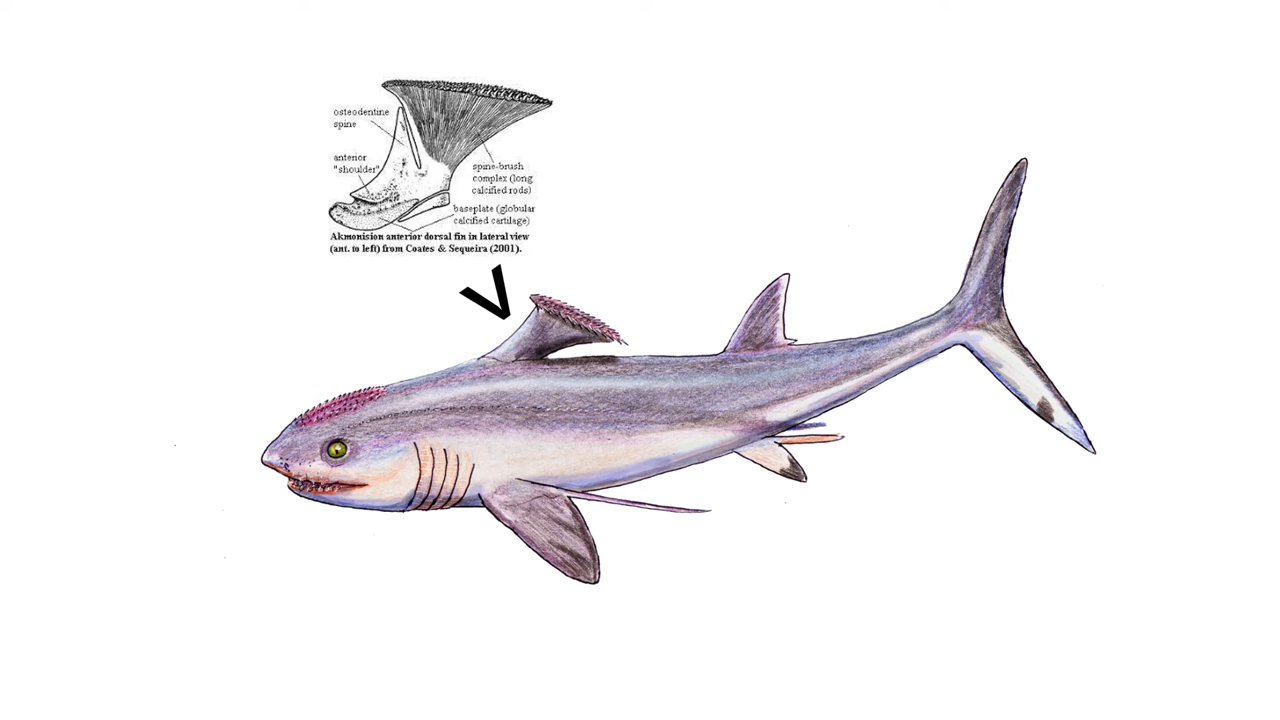 osteodentine
spine
anterior
"shoulder"
spine-brush
complex (long
calcified rods)
baseplate (globular
calcified cartilage)
Akmonision anterior dorsal fin in lateral view
(ant. to left) from Coates & Sequeira (2001).